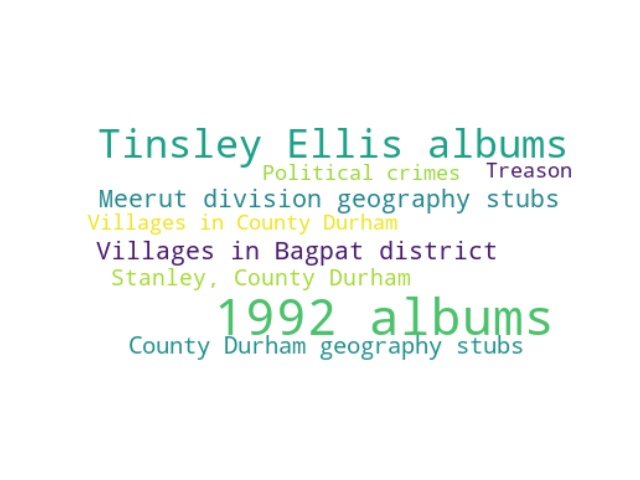 Tinsley Ellis albums
Political crimes
Treason
Meerut division geography stubs
Villages in County Durham
Villages in Bagpat district
Stanley, County Durham
1992 albums
County Durham geography stubs